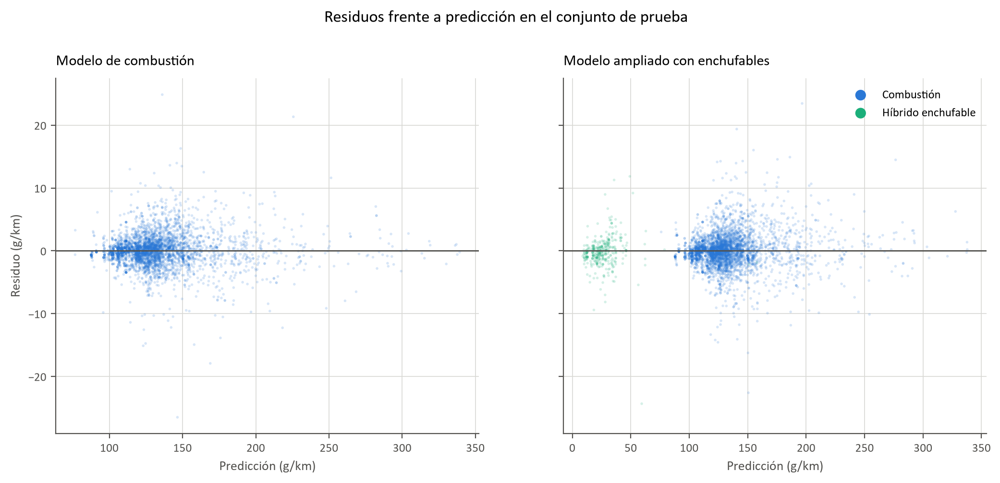 Residuos frente a predicción en el conjunto de prueba
Modelo de combustión
Modelo ampliado con enchufables
Combustión
Híbrido enchufable
Residuo (g/km)
20
10
0
−10
−20
100
150
200
250
300
350
0
50
100
150
200
250
300
350
Predicción (g/km)
Predicción (g/km)